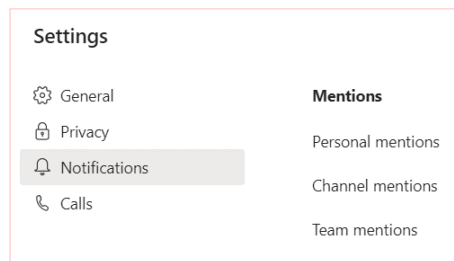 Settings
General
Privacy
Notifications
Calls
Mentions
Personal mentions
Channel mentions
Team mentions